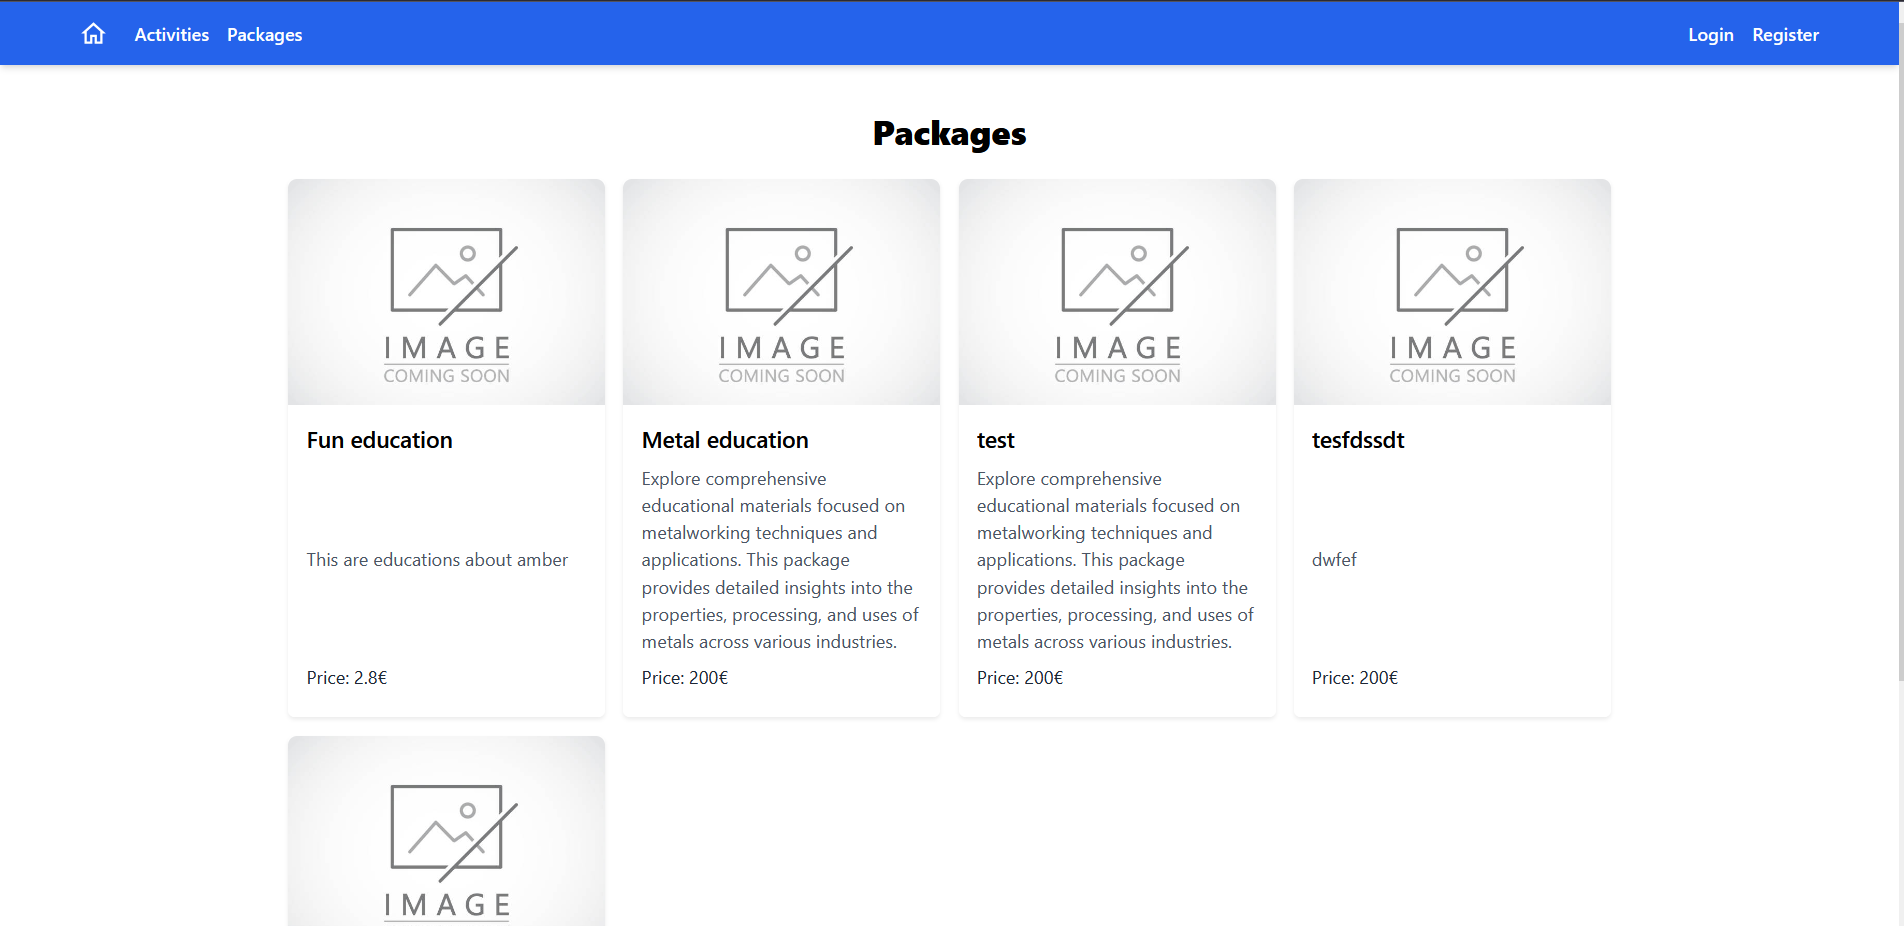 Activities Packages Login Register
Packages
IMAGE
COMING SOON
IMAGE
COMING SOON
IMAGE
COMING SOON
IMAGE
COMING SOON
Fun education
This are educations about amber
Price: 2.8€
Metal education
Explore comprehensive
educational materials focused on
metalworking techniques and
applications. This package
provides detailed insights into the
properties, processing, and uses of
metals across various industries.
Price: 200€
test
Explore comprehensive
educational materials focused on
metalworking techniques and
applications. This package
provides detailed insights into the
properties, processing, and uses of
metals across various industries.
Price: 200€
tesfdssdt
dwfef
Price: 200€
IMAGE